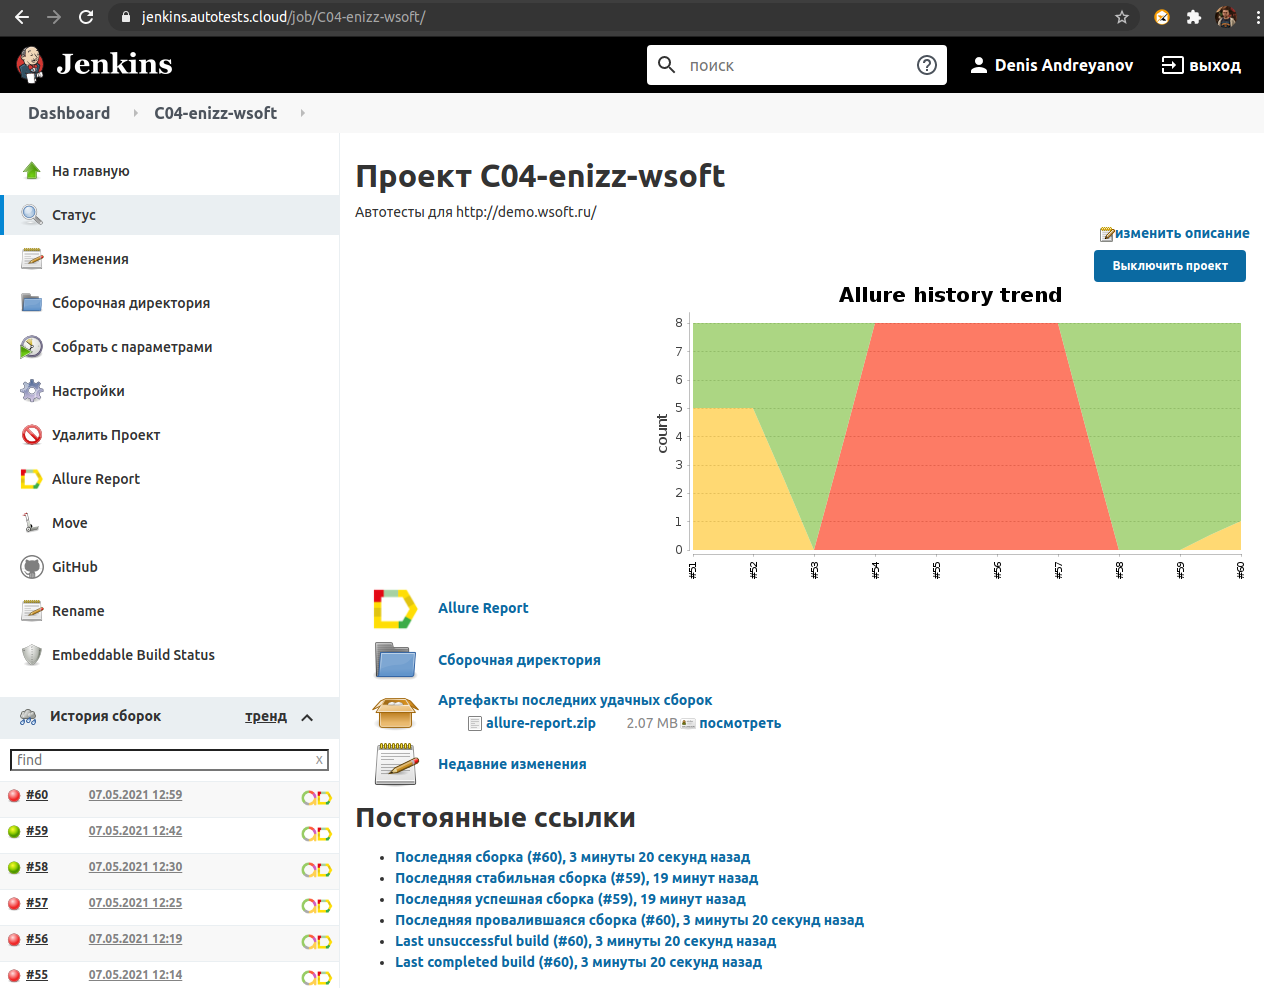 jenkins.autotests.cloud/job/C04-enizz-wsoft/
Jenkins
поиск
Denis Andreyanov
выход
Dashboard
C04-enizz-wsoft
На главную
Статус
Изменения
Сборочная директория
Собрать с параметрами
Настройки
Удалить Проект
Allure Report
Move
GitHub
Rename
Embeddable Build Status
История сборок
тренд
find
x
#60 07.05.2021 12:59
#59 07.05.2021 12:42
#58 07.05.2021 12:30
#57 07.05.2021 12:25
#56 07.05.2021 12:19
#55 07.05.2021 12:14
Проект C04-enizz-wsoft
Автотесты для http://demo.wsoft.ru/
изменить описание
Выключить проект
Allure history trend
count
8
7
6
5
4
3
2
1
0
#51 #52 #53 #54 #55 #56 #57 #58 #59 #60
Allure Report
Сборочная директория
Артефакты последних удачных сборок
allure-report.zip 2.07 MB посмотреть
Недавние изменения
Постоянные ссылки
Последняя сборка (#60), 3 минуты 20 секунд назад
Последняя стабильная сборка (#59), 19 минут назад
Последняя успешная сборка (#59), 19 минут назад
Последняя провалившаяся сборка (#60), 3 минуты 20 секунд назад
Last unsuccessful build (#60), 3 минуты 20 секунд назад
Last completed build (#60), 3 минуты 20 секунд назад